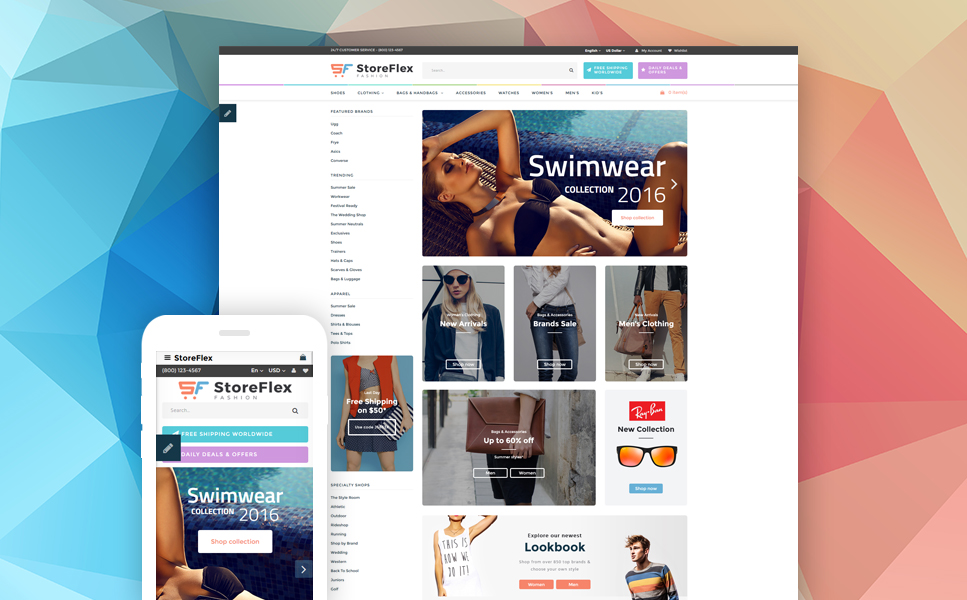 24/7 CUSTOMER SERVICE - (800) 123-4567
English
US Dollar
My Account
Wishlist
SF StoreFlex
FASHION
Search...
FREE SHIPPING
WORLDWIDE
DAILY DEALS &
OFFERS
SHOES
CLOTHING
BAGS & HANDBAGS
ACCESSORIES
WATCHES
WOMEN'S
MEN'S
KID'S
0 item(s)
FEATURED BRANDS
Ugg
Coach
Frye
Asics
Converse
TRENDING
Summer Sale
Workwear
Festival Ready
The Wedding Shop
Summer Neutrals
Exclusives
Shoes
Trainers
Hats & Caps
Scarves & Gloves
Bags & Luggage
APPAREL
Summer Sale
Dresses
Shirts & Blouses
Tees & Tops
Polo Shirts
Last Day
Free Shipping
on $50*
Use code
SPECIALTY SHOPS
The Style Room
Athletic
Outdoor
Rideshop
Running
Shop by Brand
Wedding
Western
Back To School
Juniors
Golf
Swimwear
COLLECTION 2016
Shop collection
Women's Clothing
New Arrivals
Shop now
Bags & Accessories
Brands Sale
Shop now
New Arrivals
Men's Clothing
Shop now
Bags & Accessories
Up to 60% off
Summer styles*
Men
Women
Ray-Ban
New Collection
Shop now
THIS IS
HOW
WE
DO IT!
Explore our newest
Lookbook
Shop from over 850 top brands &
choose your own style
Women
Men
StoreFlex
(800) 123-4567
En
USD
SF StoreFlex
FASHION
Search...
FREE SHIPPING WORLDWIDE
DAILY DEALS & OFFERS
Swimwear
COLLECTION 2016
Shop collection